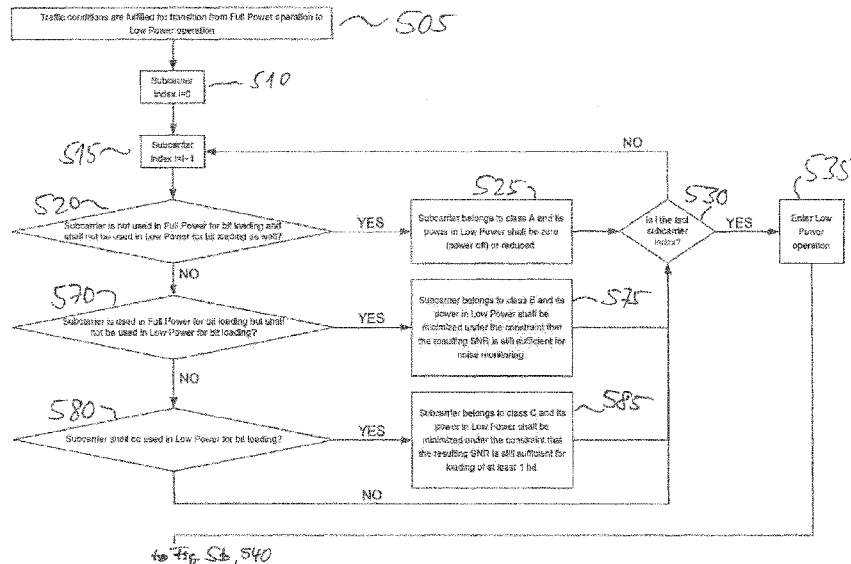 Traffic conditions are fulfilled for transition from Full Power operation to
Low Power operation
505
Subcarrier
Index i=0
510
515
Subcarrier
Index i=i+1
NO
520
Subcarrier is not used in Full Power for bit loading and
shall not be used in Low Power for bit loading as well?
YES
525
Subcarrier belongs to class A and its
power in Low Power shall be zero
(power off) or reduced
530
Is i the last
subcarrier
index?
YES
535
Enter Low
Power
operation
NO
570
Subcarrier is used in Full Power for bit loading but shall
not be used in Low Power for bit loading?
YES
575
Subcarrier belongs to class B and its
power in Low Power shall be
minimized under the constraint that
the resulting SNR is still sufficient for
noise monitoring
NO
580
Subcarrier shall be used in Low Power for bit loading?
YES
585
Subcarrier belongs to class C and its
power in Low Power shall be
minimized under the constraint that
the resulting SNR is still sufficient for
loading of at least 1 bit
NO
to Fig 5b, 540